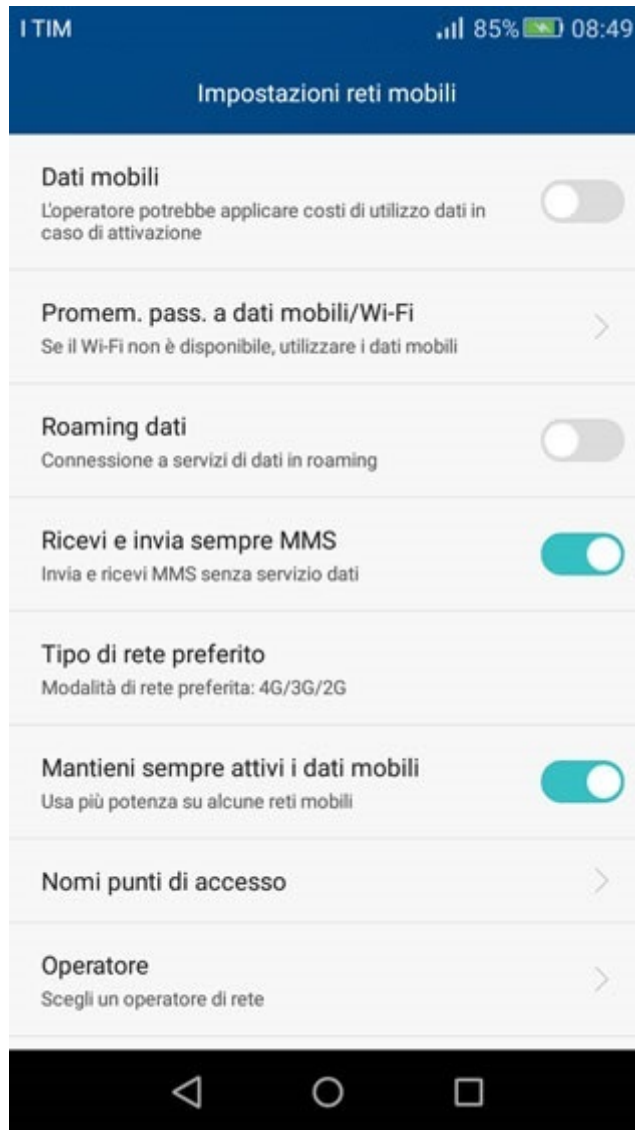 I TIM 85% 08:49
Impostazioni reti mobili
Dati mobili
L'operatore potrebbe applicare costi di utilizzo dati in
caso di attivazione
Promem. pass. a dati mobili/Wi-Fi
Se il Wi-Fi non è disponibile, utilizzare i dati mobili
Roaming dati
Connessione a servizi di dati in roaming
Ricevi e invia sempre MMS
Invia e ricevi MMS senza servizio dati
Tipo di rete preferito
Modalità di rete preferita: 4G/3G/2G
Mantieni sempre attivi i dati mobili
Usa più potenza su alcune reti mobili
Nomi punti di accesso
Operatore
Scegli un operatore di rete